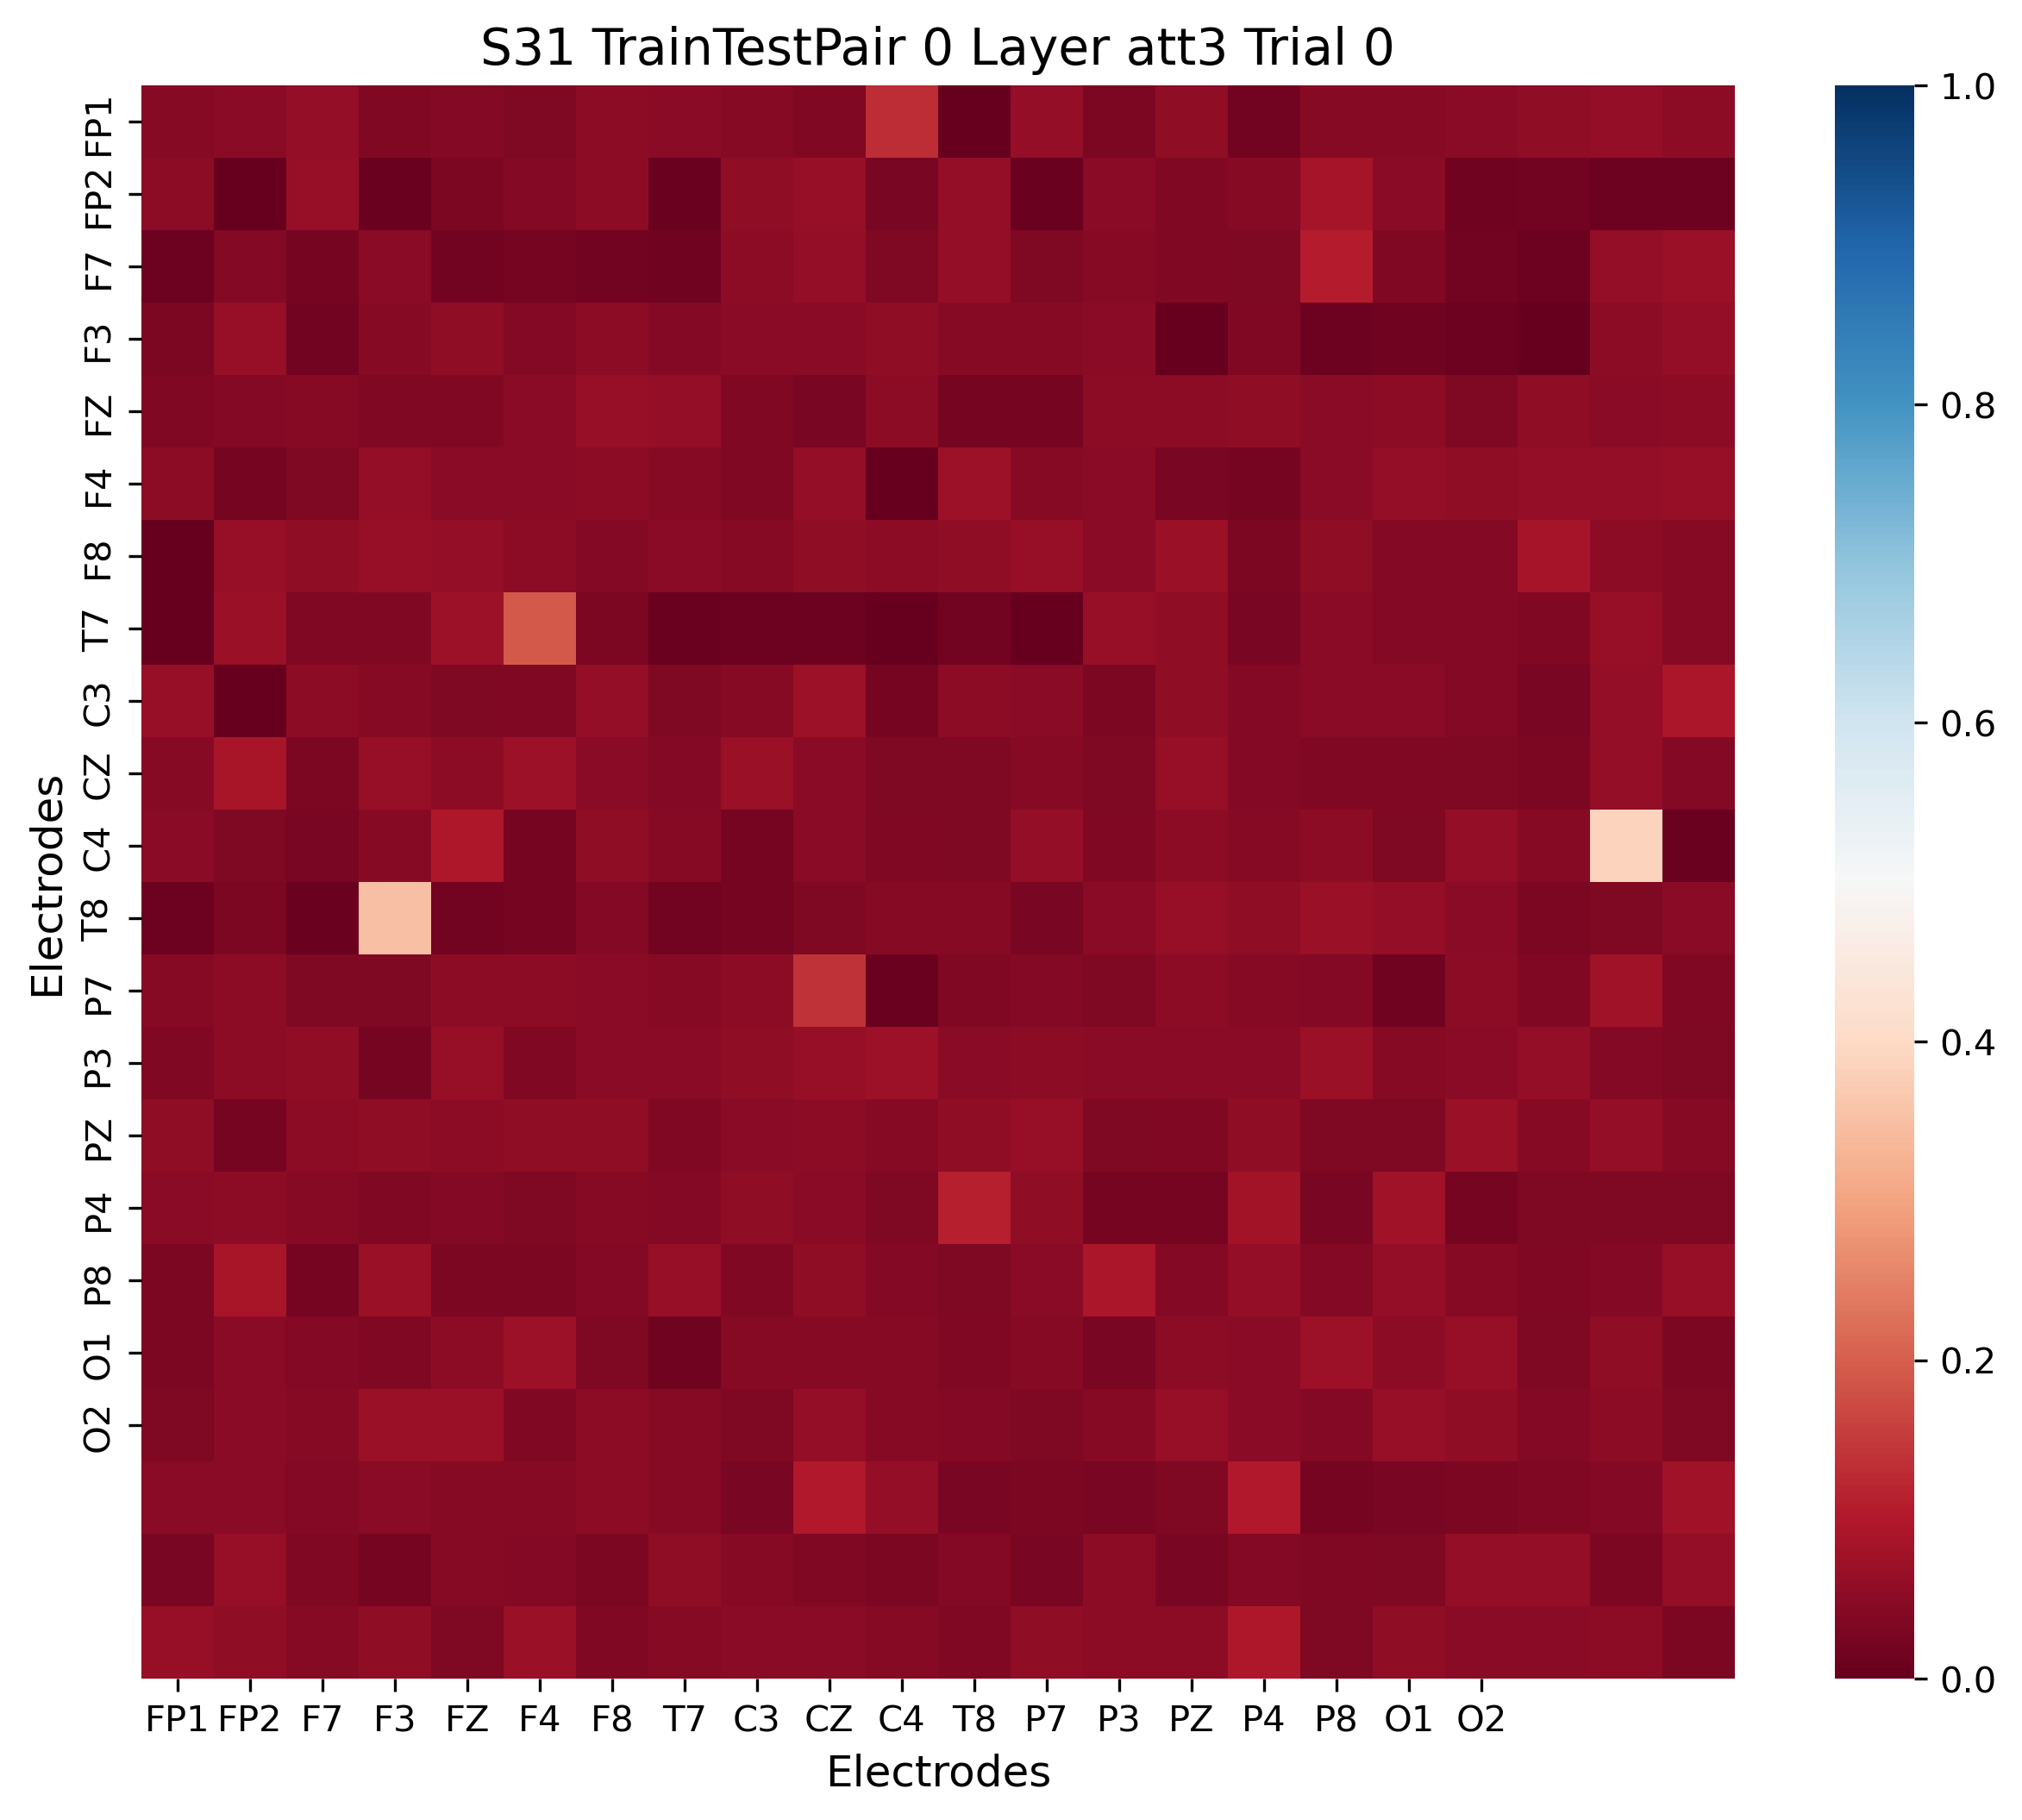 S31 TrainTestPair 0 Layer att3 Trial 0
Electrodes
FP1
FP2
F7
F3
FZ
F4
F8
T7
C3
CZ
C4
T8
P7
P3
PZ
P4
P8
O1
O2
FP1 FP2 F7 F3 FZ F4 F8 T7 C3 CZ C4 T8 P7 P3 PZ P4 P8 O1 O2
Electrodes
1.0
0.8
0.6
0.4
0.2
0.0